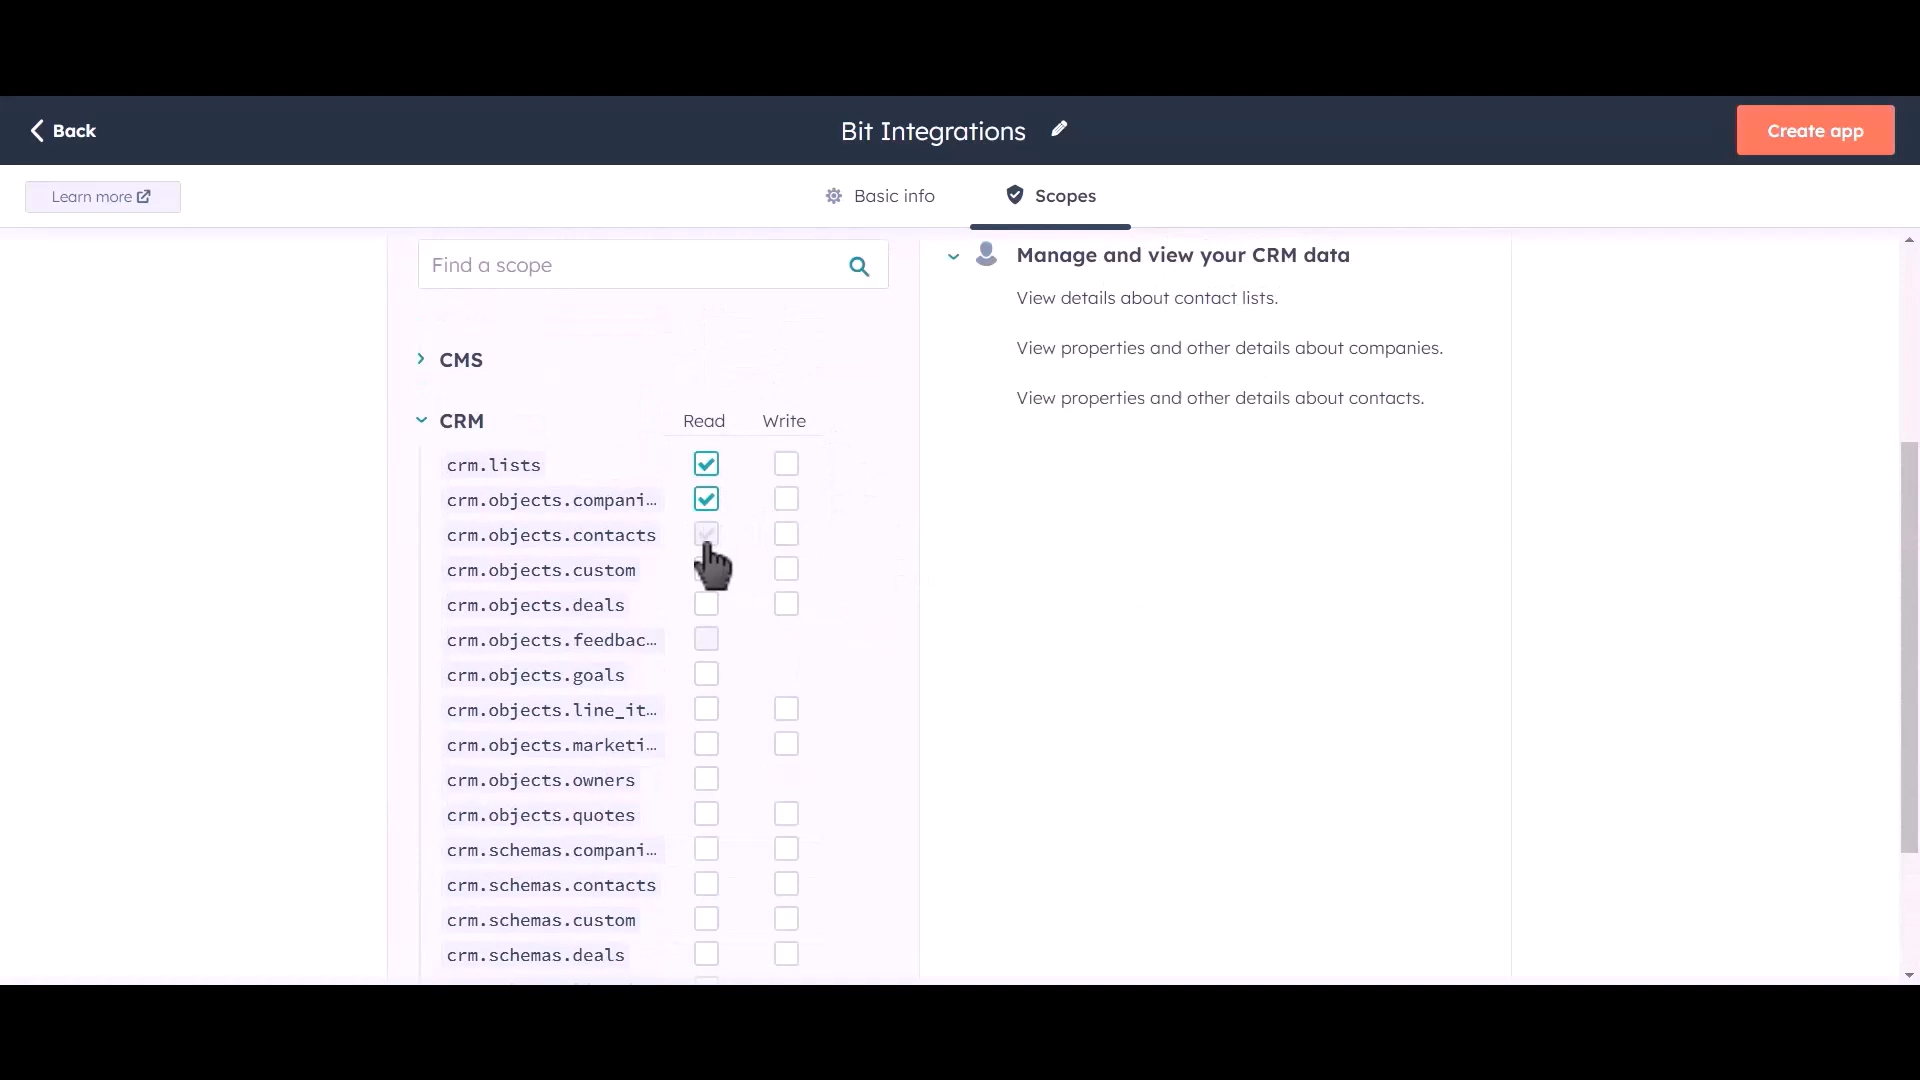 Back
Bit Integrations
Create app
Learn more
Basic info
Scopes
Find a scope
CMS
CRM
Read
Write
crm.lists
crm.objects.compani…
crm.objects.contacts
crm.objects.custom
crm.objects.deals
crm.objects.feedbac…
crm.objects.goals
crm.objects.line_it…
crm.objects.marketi…
crm.objects.owners
crm.objects.quotes
crm.schemas.compani…
crm.schemas.contacts
crm.schemas.custom
crm.schemas.deals
Manage and view your CRM data
View details about contact lists.
View properties and other details about companies.
View properties and other details about contacts.